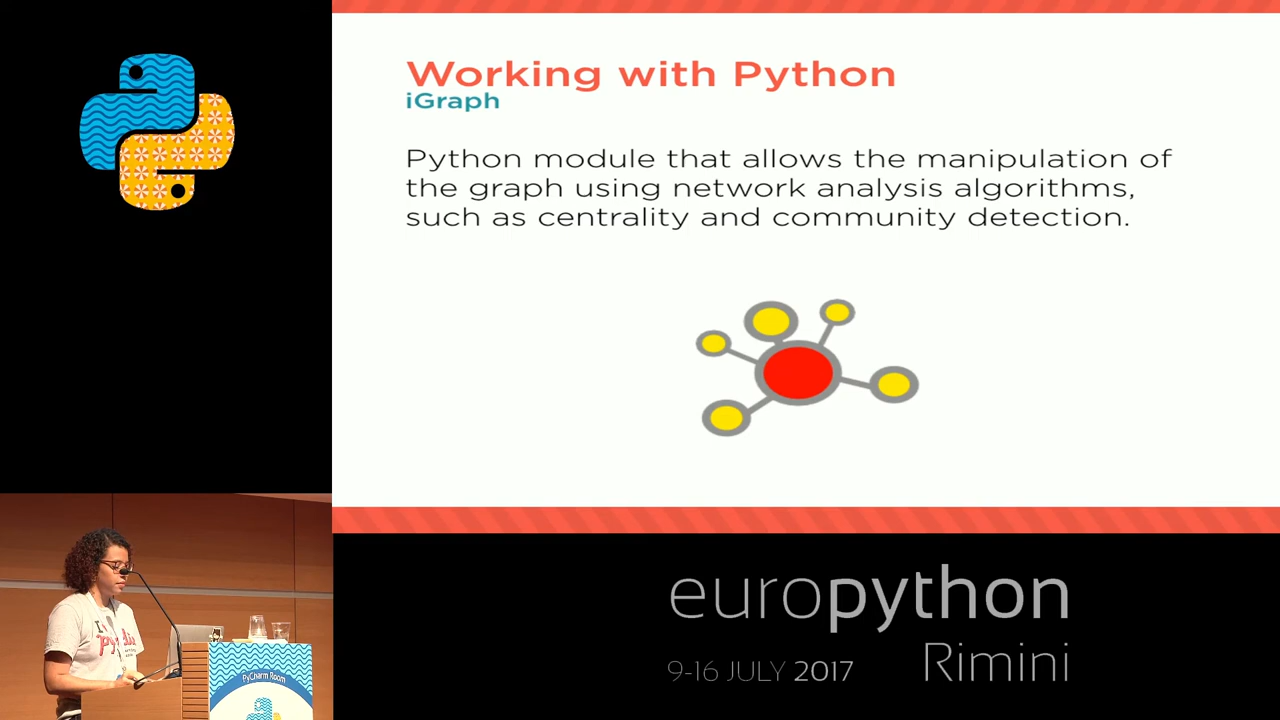 Working with Python
iGraph
Python module that allows the manipulation of
the graph using network analysis algorithms,
such as centrality and community detection.
europython
Rimini
9-16 JULY 2017
PyCharm Room